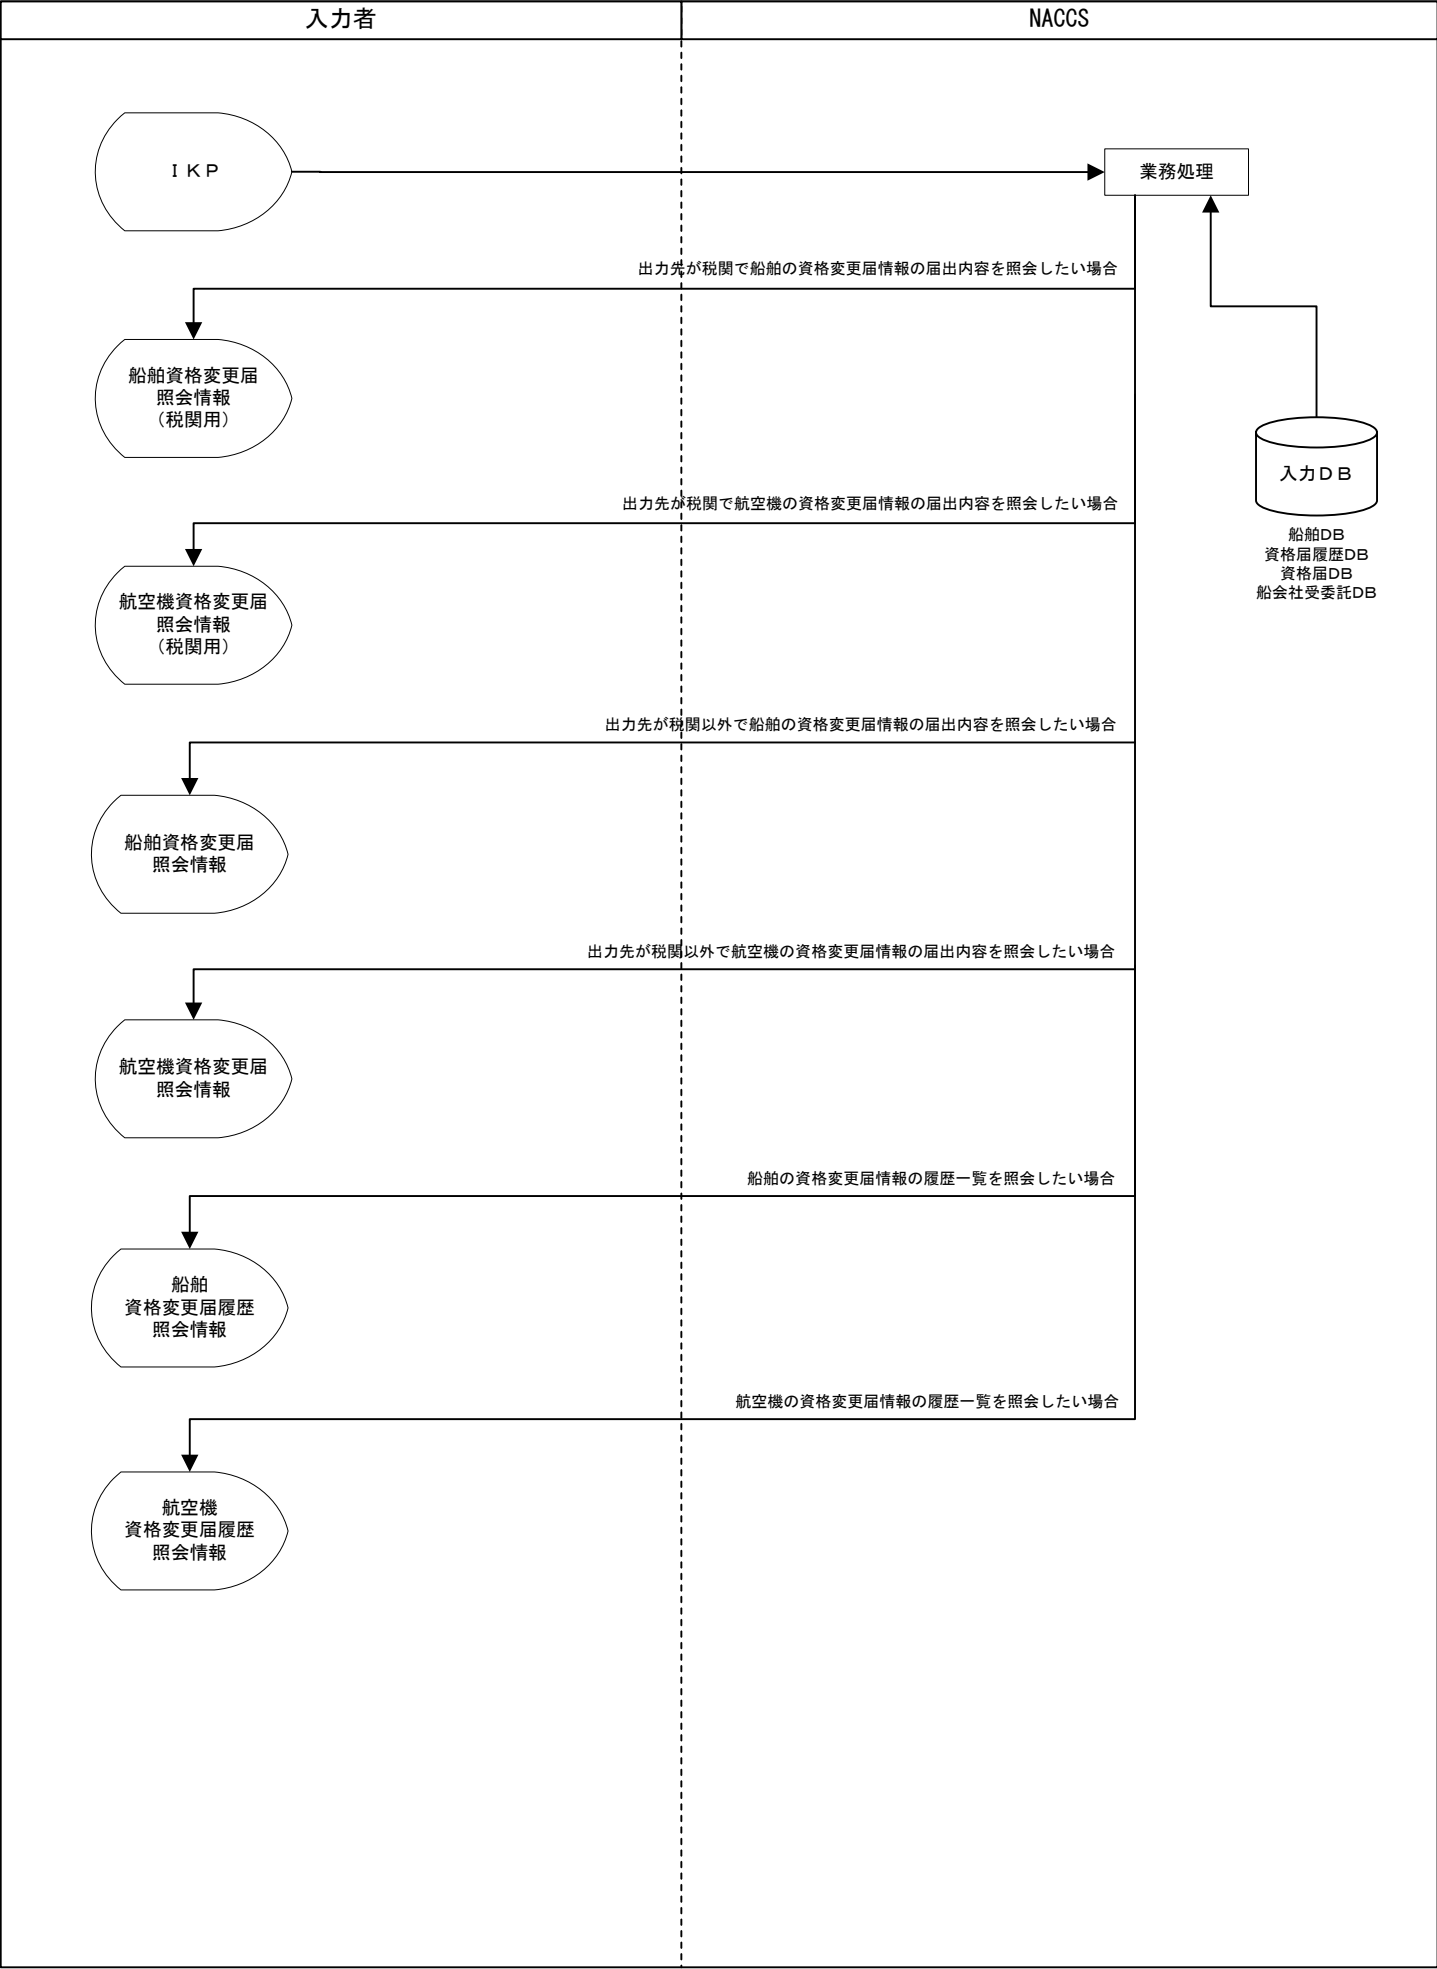 入力者
NACCS
ＩＫＰ
業務処理
出力先が税関で船舶の資格変更届情報の届出内容を照会したい場合
船舶資格変更届
照会情報
（税関用）
入力ＤＢ
出力先が税関で航空機の資格変更届情報の届出内容を照会したい場合
船舶DB
資格届履歴DB
資格届DB
船会社受委託DB
航空機資格変更届
照会情報
（税関用）
出力先が税関以外で船舶の資格変更届情報の届出内容を照会したい場合
船舶資格変更届
照会情報
出力先が税関以外で航空機の資格変更届情報の届出内容を照会したい場合
航空機資格変更届
照会情報
船舶の資格変更届情報の履歴一覧を照会したい場合
船舶
資格変更届履歴
照会情報
航空機の資格変更届情報の履歴一覧を照会したい場合
航空機
資格変更届履歴
照会情報